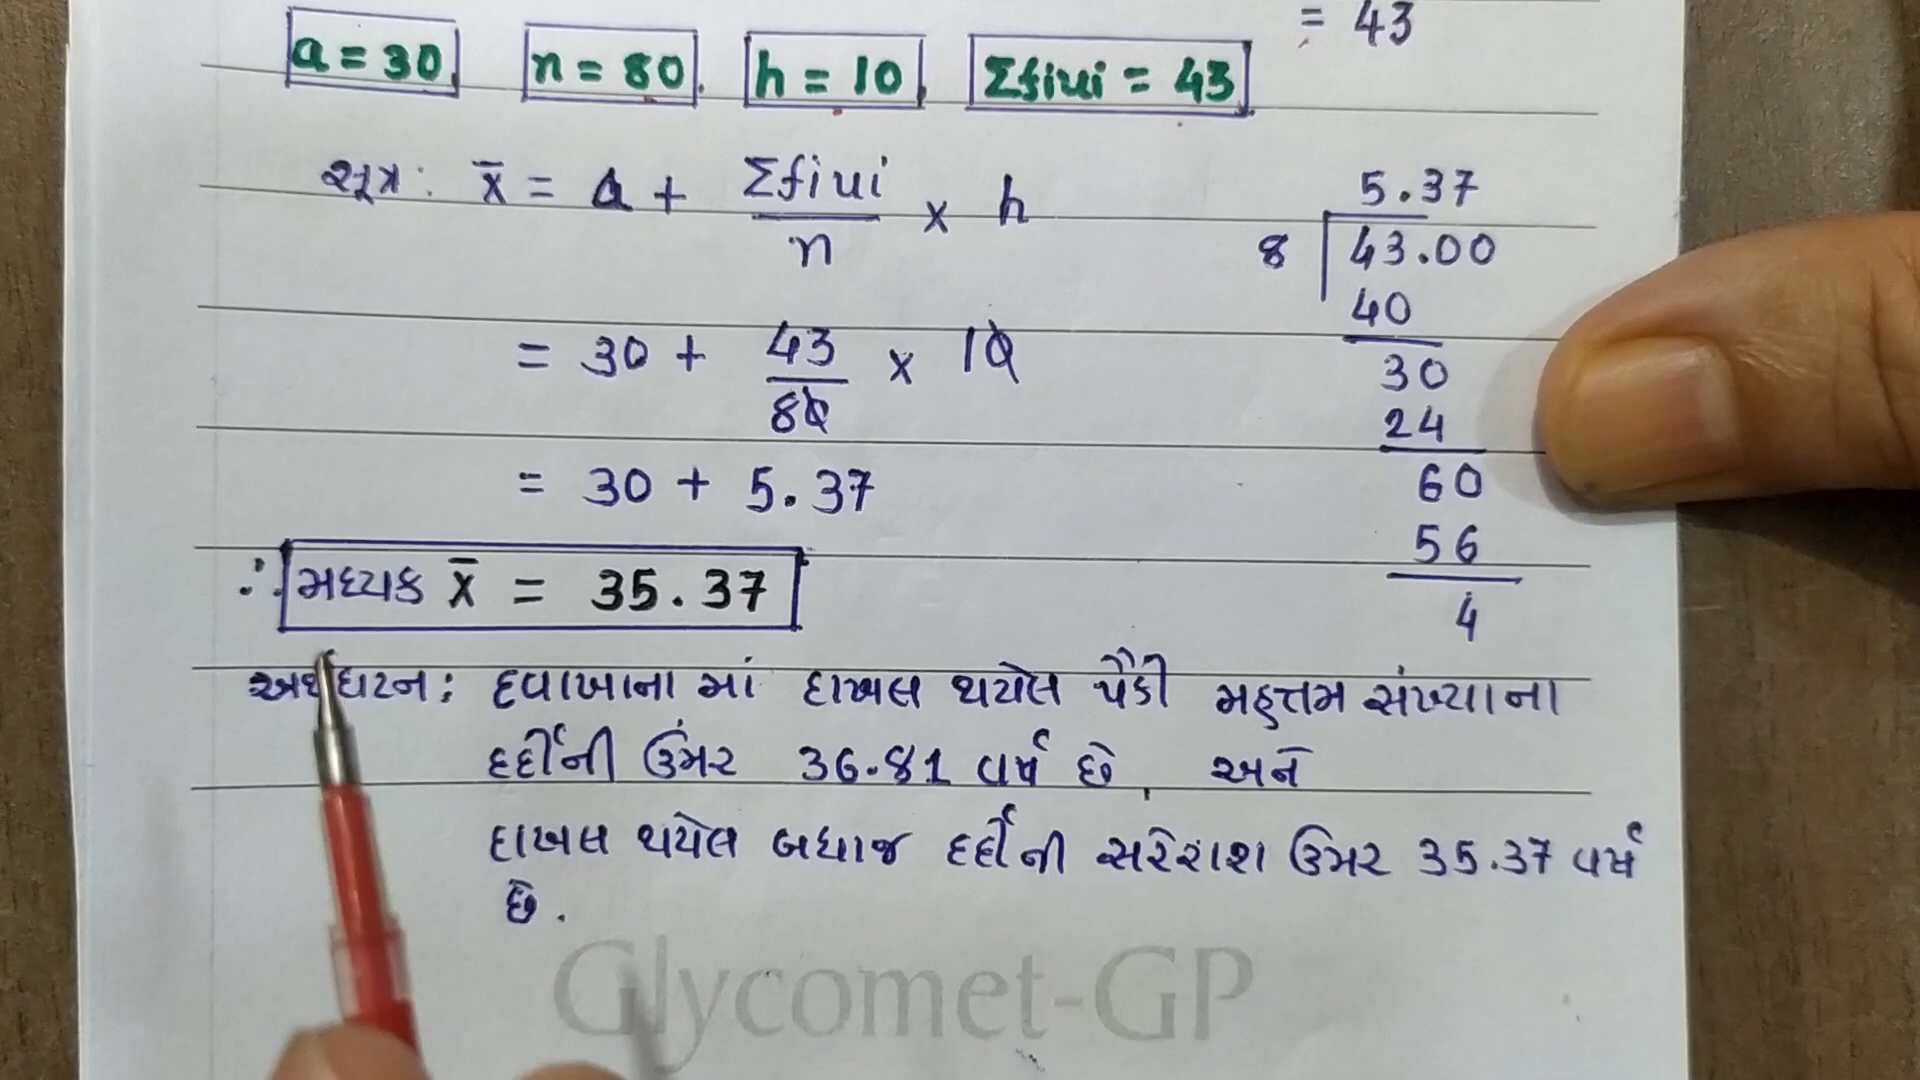 = 43
a = 30 n = 80 h = 10 Σfiui = 43
સૂત્ર : x̄ = a + Σfiui / n × h
= 30 + 43 / 80 × 10
= 30 + 5.37
∴ મધ્યક x̄ = 35.37
5.37
8 43.00
40
30
24
60
56
4
અર્થઘટન : દવાખાના માં દાખલ થયેલ પૈકી મહત્તમ સંખ્યાના
દર્દીની ઉંમર 36.81 વર્ષ છે, અને
દાખલ થયેલ બધાજ દર્દીની સરેરાશ ઉંમર 35.37 વર્ષ
છે.
Glycomet-GP